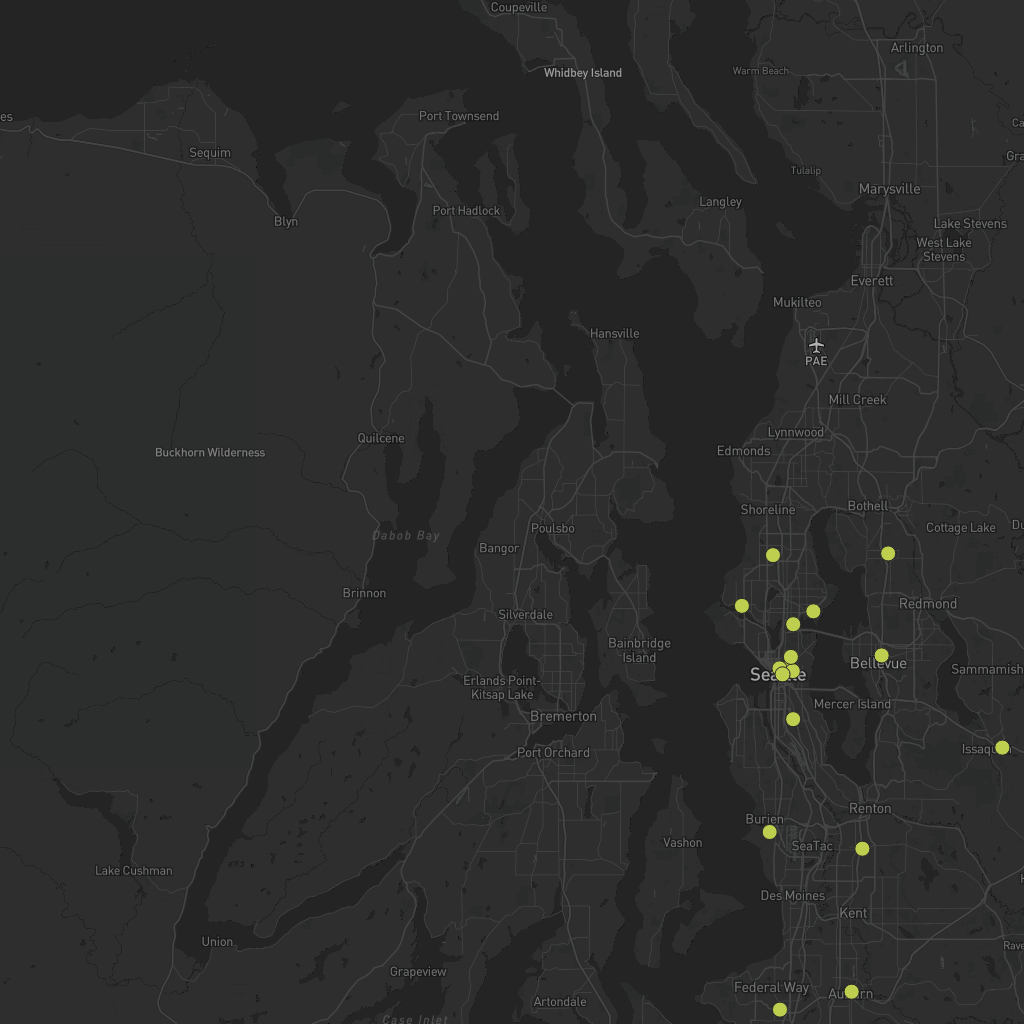 Coupeville
Arlington
Whidbey Island
Warm Beach
Port Townsend
Sequim
Tulalip
Marysville
Langley
Port Hadlock
Blyn
Lake Stevens
West Lake
Stevens
Everett
Mukilteo
Hansville
PAE
Mill Creek
Lynnwood
Quilcene
Edmonds
Buckhorn Wilderness
Bothell
Shoreline
Cottage Lake
Poulsbo
Dabob Bay
Bangor
Brinnon
Redmond
Silverdale
Bainbridge
Island
Bellevue
Sammamish
Seattle
Erlands Point-
Kitsap Lake
Mercer Island
Bremerton
Port Orchard
Issaquah
Renton
Burien
Vashon
SeaTac
Lake Cushman
Des Moines
Kent
Union
Grapeview
Federal Way
Auburn
Artondale
Case Inlet